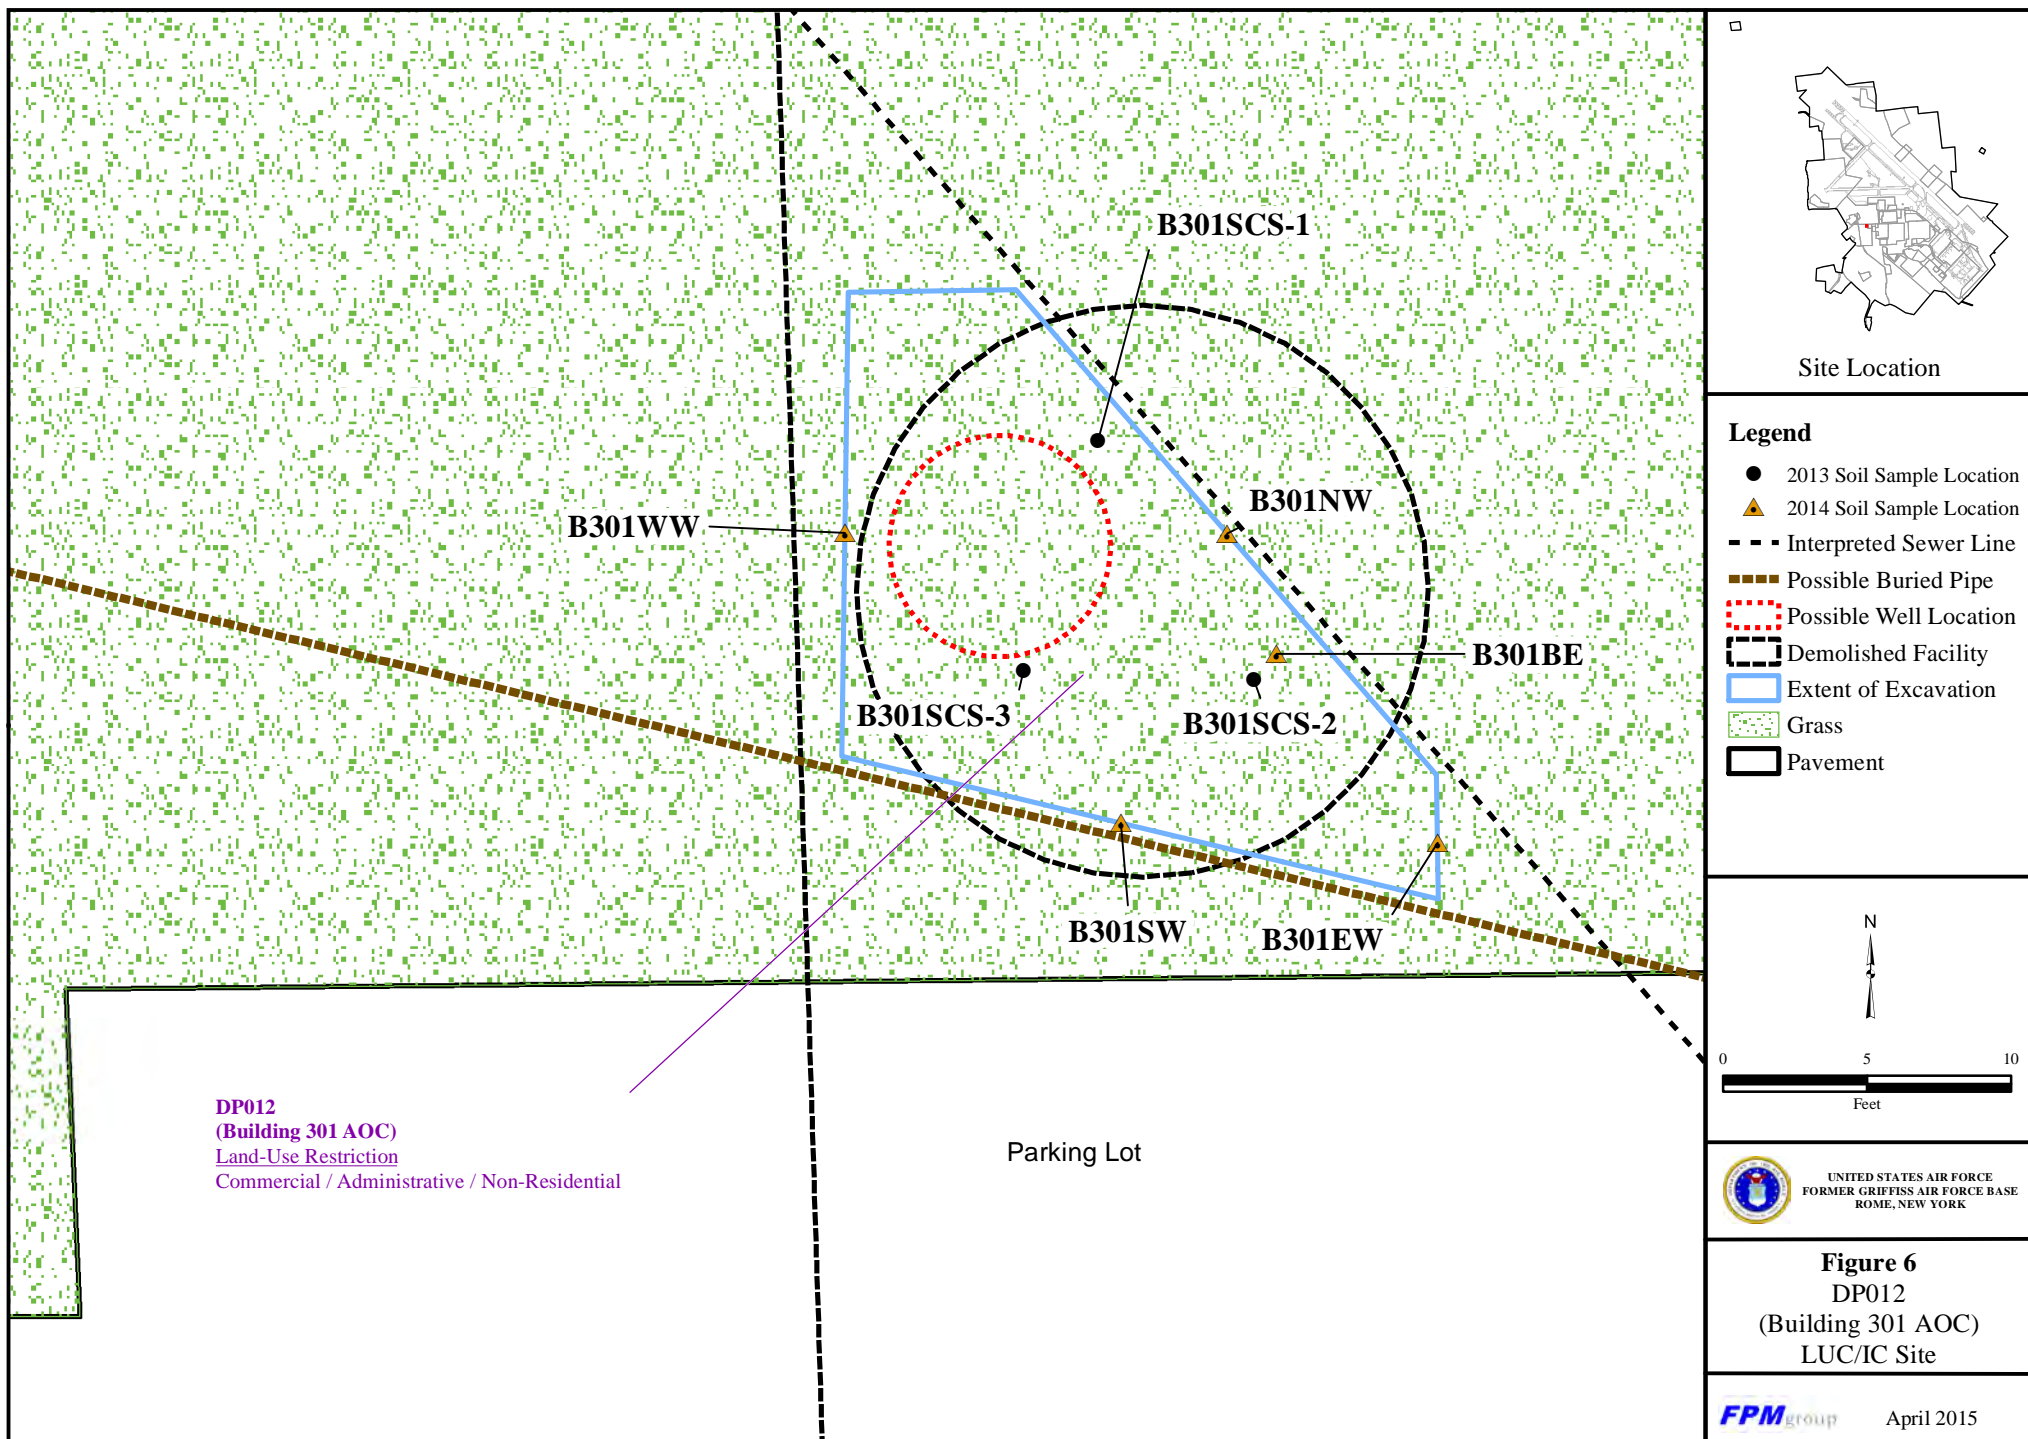 B301SCS-1
B301WW
B301NW
B301BE
B301SCS-3
B301SCS-2
B301SW
B301EW
DP012
(Building 301 AOC)
Land-Use Restriction
Commercial / Administrative / Non-Residential
Parking Lot
Site Location
Legend
2013 Soil Sample Location
2014 Soil Sample Location
Interpreted Sewer Line
Possible Buried Pipe
Possible Well Location
Demolished Facility
Extent of Excavation
Grass
Pavement
N
0 5 10
Feet
UNITED STATES AIR FORCE
FORMER GRIFFISS AIR FORCE BASE
ROME, NEW YORK
Figure 6
DP012
(Building 301 AOC)
LUC/IC Site
FPM group
April 2015